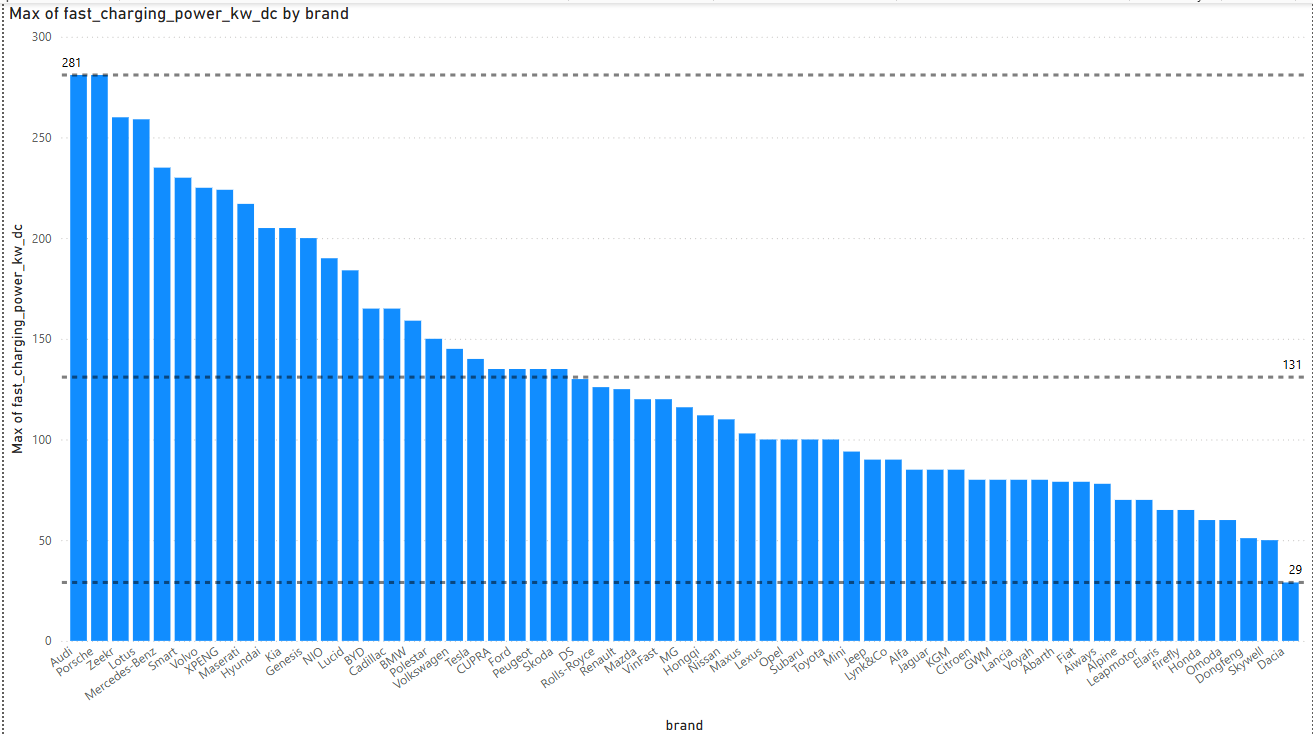 Max of fast_charging_power_kw_dc by brand
300
281
250
200
150
131
100
50
29
0
Max of fast_charging_power_kw_dc
Audi
Porsche
Zeekr
Lotus
Mercedes-Benz
Smart
Volvo
XPENG
Maserati
Hyundai
Kia
Genesis
NIO
Lucid
BYD
Cadillac
BMW
Polestar
Volkswagen
Tesla
CUPRA
Ford
Peugeot
Skoda
DS
Rolls-Royce
Renault
Mazda
VinFast
MG
Hongqi
Nissan
Maxus
Lexus
Opel
Subaru
Toyota
Mini
Jeep
Lynk&Co
Alfa
Jaguar
KGM
Citroen
GWM
Lancia
Voyah
Abarth
Fiat
Aiways
Alpine
Leapmotor
Elaris
firefly
Honda
Omoda
Dongfeng
Skywell
Dacia
brand